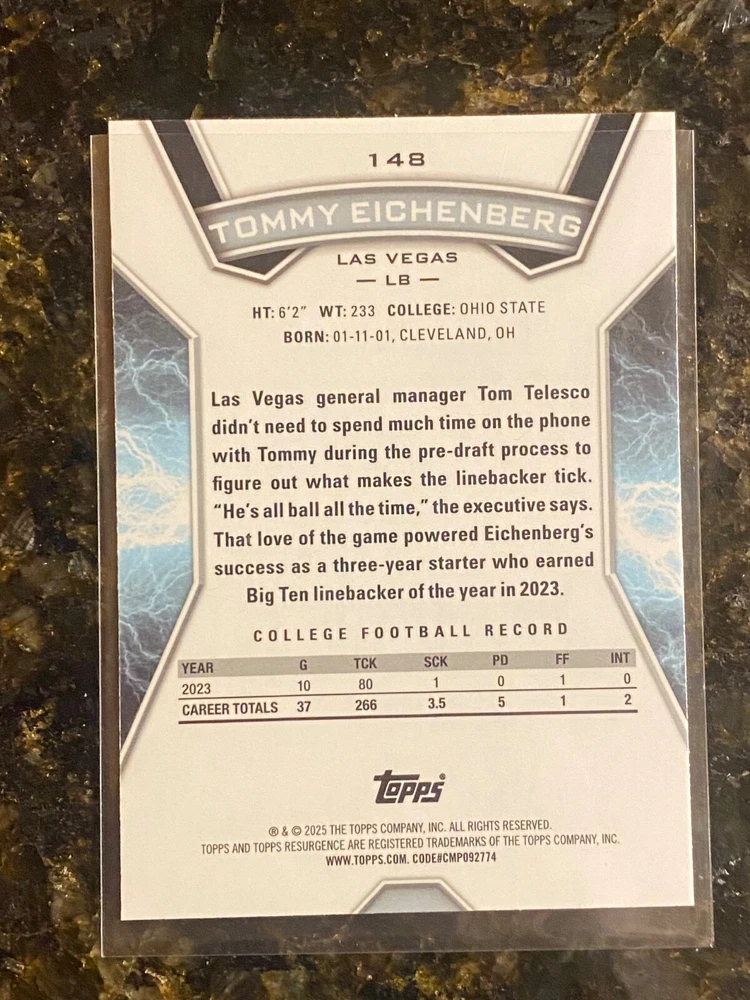 148
TOMMY EICHENBERG
LAS VEGAS
— LB —
HT: 6'2" WT: 233 COLLEGE: OHIO STATE
BORN: 01-11-01, CLEVELAND, OH
Las Vegas general manager Tom Telesco
didn't need to spend much time on the phone
with Tommy during the pre-draft process to
figure out what makes the linebacker tick.
"He's all ball all the time," the executive says.
That love of the game powered Eichenberg's
success as a three-year starter who earned
Big Ten linebacker of the year in 2023.
COLLEGE FOOTBALL RECORD
YEAR G TCK SCK PD FF INT
2023 10 80 1 0 1 0
CAREER TOTALS 37 266 3.5 5 1 2
Topps®
® & © 2025 THE TOPPS COMPANY, INC. ALL RIGHTS RESERVED.
TOPPS AND TOPPS RESURGENCE ARE REGISTERED TRADEMARKS OF THE TOPPS COMPANY, INC.
WWW.TOPPS.COM. CODE#CMP092774